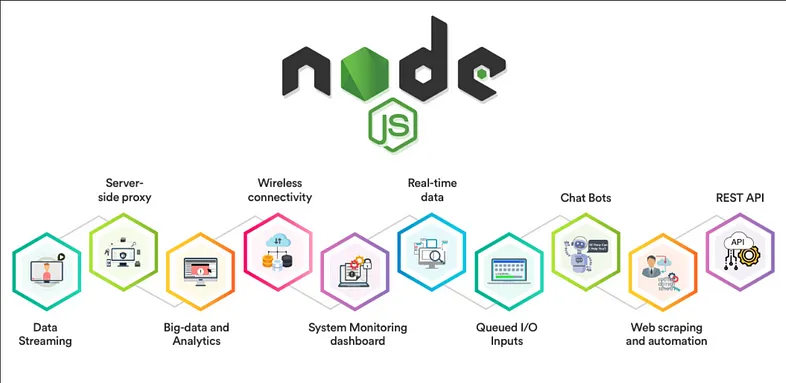 node
JS
Server-
side proxy
Wireless
connectivity
Real-time
data
Chat Bots
REST API
API
Data
Streaming
Big-data and
Analytics
System Monitoring
dashboard
Queued I/O
Inputs
Web scraping
and automation